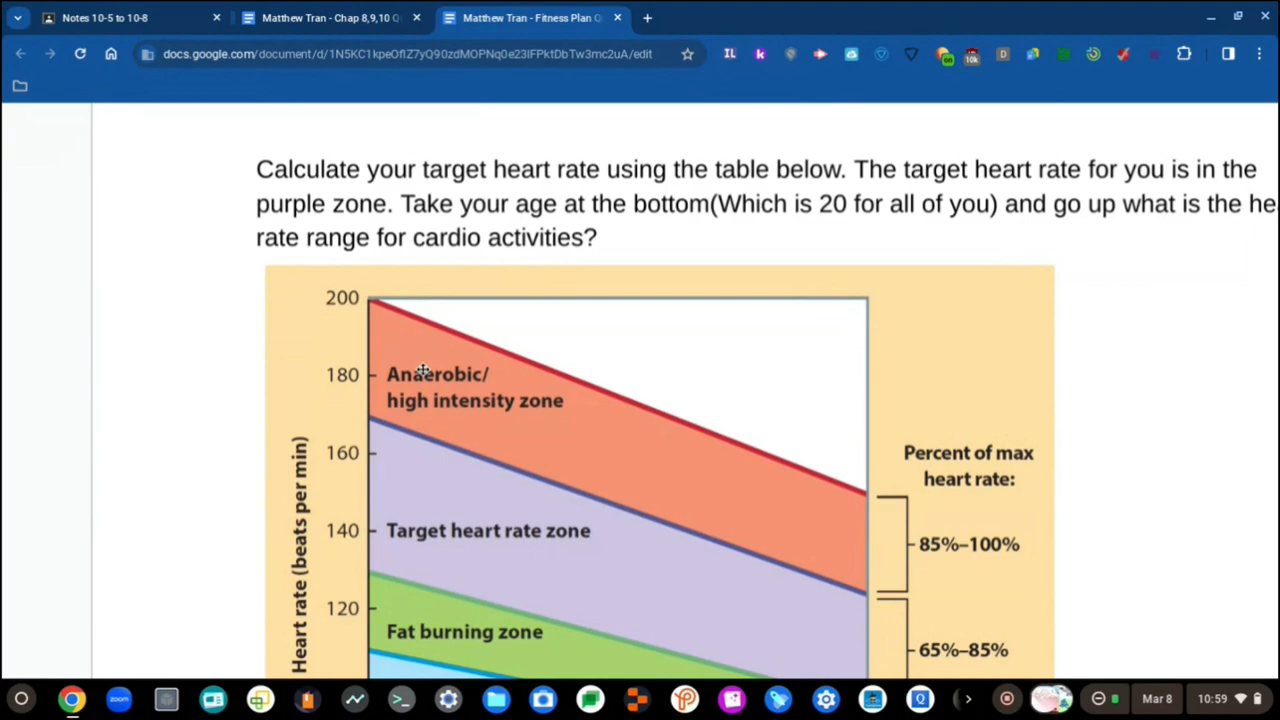 Notes 10-5 to 10-8
Matthew Tran - Chap 8,9,10 Q
Matthew Tran - Fitness Plan Q
docs.google.com/document/d/1N5KC1kpeOflZ7yQ90zdMOPNq0e23IFPktDbTw3mc2uA/edit
Calculate your target heart rate using the table below. The target heart rate for you is in the
purple zone. Take your age at the bottom(Which is 20 for all of you) and go up what is the he
rate range for cardio activities?
200
180
160
140
120
Heart rate (beats per min)
Anaerobic/
high intensity zone
Target heart rate zone
Fat burning zone
Percent of max
heart rate:
85%–100%
65%–85%
Mar 8
10:59